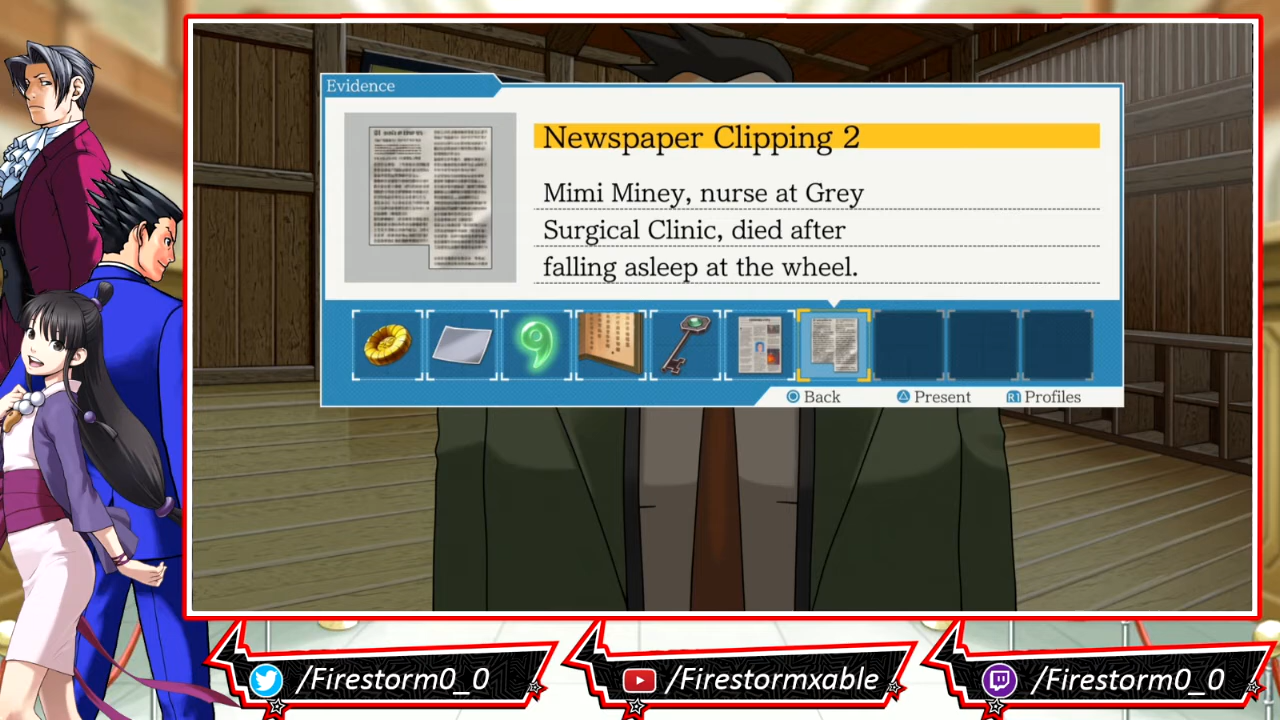 Evidence
Newspaper Clipping 2
Mimi Miney, nurse at Grey
Surgical Clinic, died after
falling asleep at the wheel.
Back Present R1 Profiles
/Firestorm0_0 /Firestormxable /Firestorm0_0